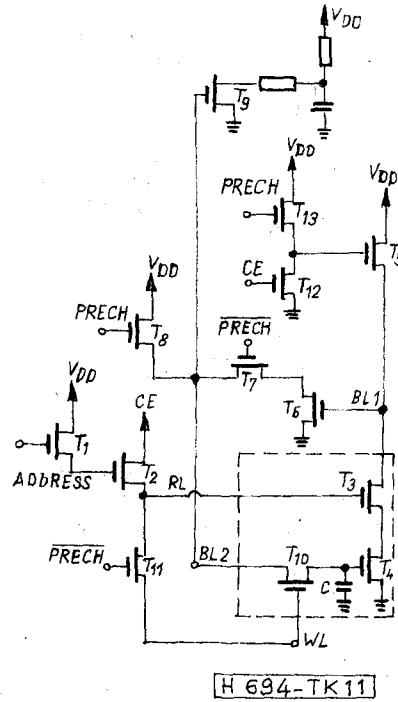 VDD
T9
VDD
PRECH
T13
VDD
CE
T12
VDD
PRECH
T8
PRECH
T7
T6
BL1
VDD
T1
ADDRESS
CE
T2
RL
T3
PRECH
T11
BL2
T10
C
T4
WL
H 694-TK11